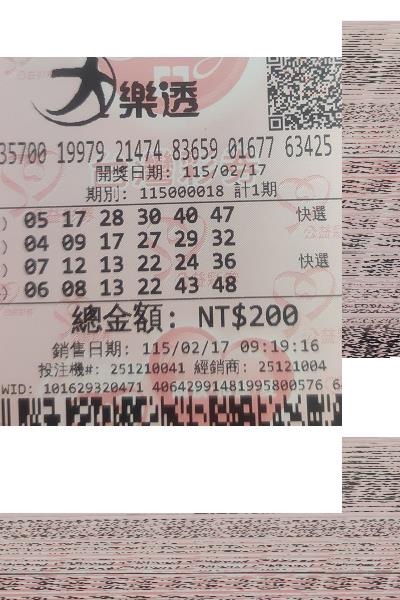 大樂透
35700 19979 21474 83659 01677 63425
開獎日期: 115/02/17
期別: 115000018 計1期
) 05 17 28 30 40 47 快選
) 04 09 17 27 29 32
) 07 12 13 22 24 36 快選
) 06 08 13 22 43 48
總金額: NT$200
銷售日期: 115/02/17 09:19:16
投注機#: 251210041 經銷商: 25121004
WID: 101629320471 406429914819958005​76 6